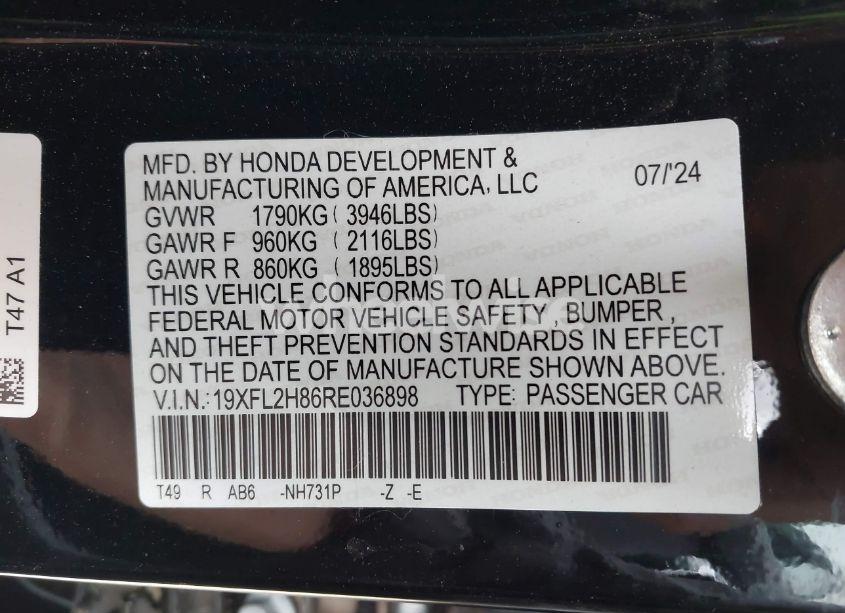 MFD. BY HONDA DEVELOPMENT &
MANUFACTURING OF AMERICA, LLC 07/'24
GVWR 1790KG ( 3946LBS)
GAWR F 960KG ( 2116LBS)
GAWR R 860KG ( 1895LBS)
THIS VEHICLE CONFORMS TO ALL APPLICABLE
FEDERAL MOTOR VEHICLE SAFETY , BUMPER ,
AND THEFT PREVENTION STANDARDS IN EFFECT
ON THE DATE OF MANUFACTURE SHOWN ABOVE.
V.I.N.:19XFL2H86RE036898 TYPE: PASSENGER CAR
T49 R AB6 -NH731P -Z -E
T47 A1